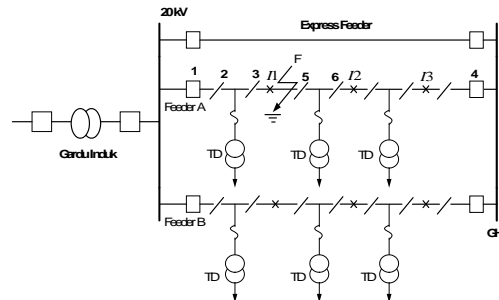 20 kV
Express Feeder
F
1 2 3 I1 5 6 I2 I3 4
Feeder A
Gardu Induk
TD TD TD
Feeder B
GH
TD TD TD